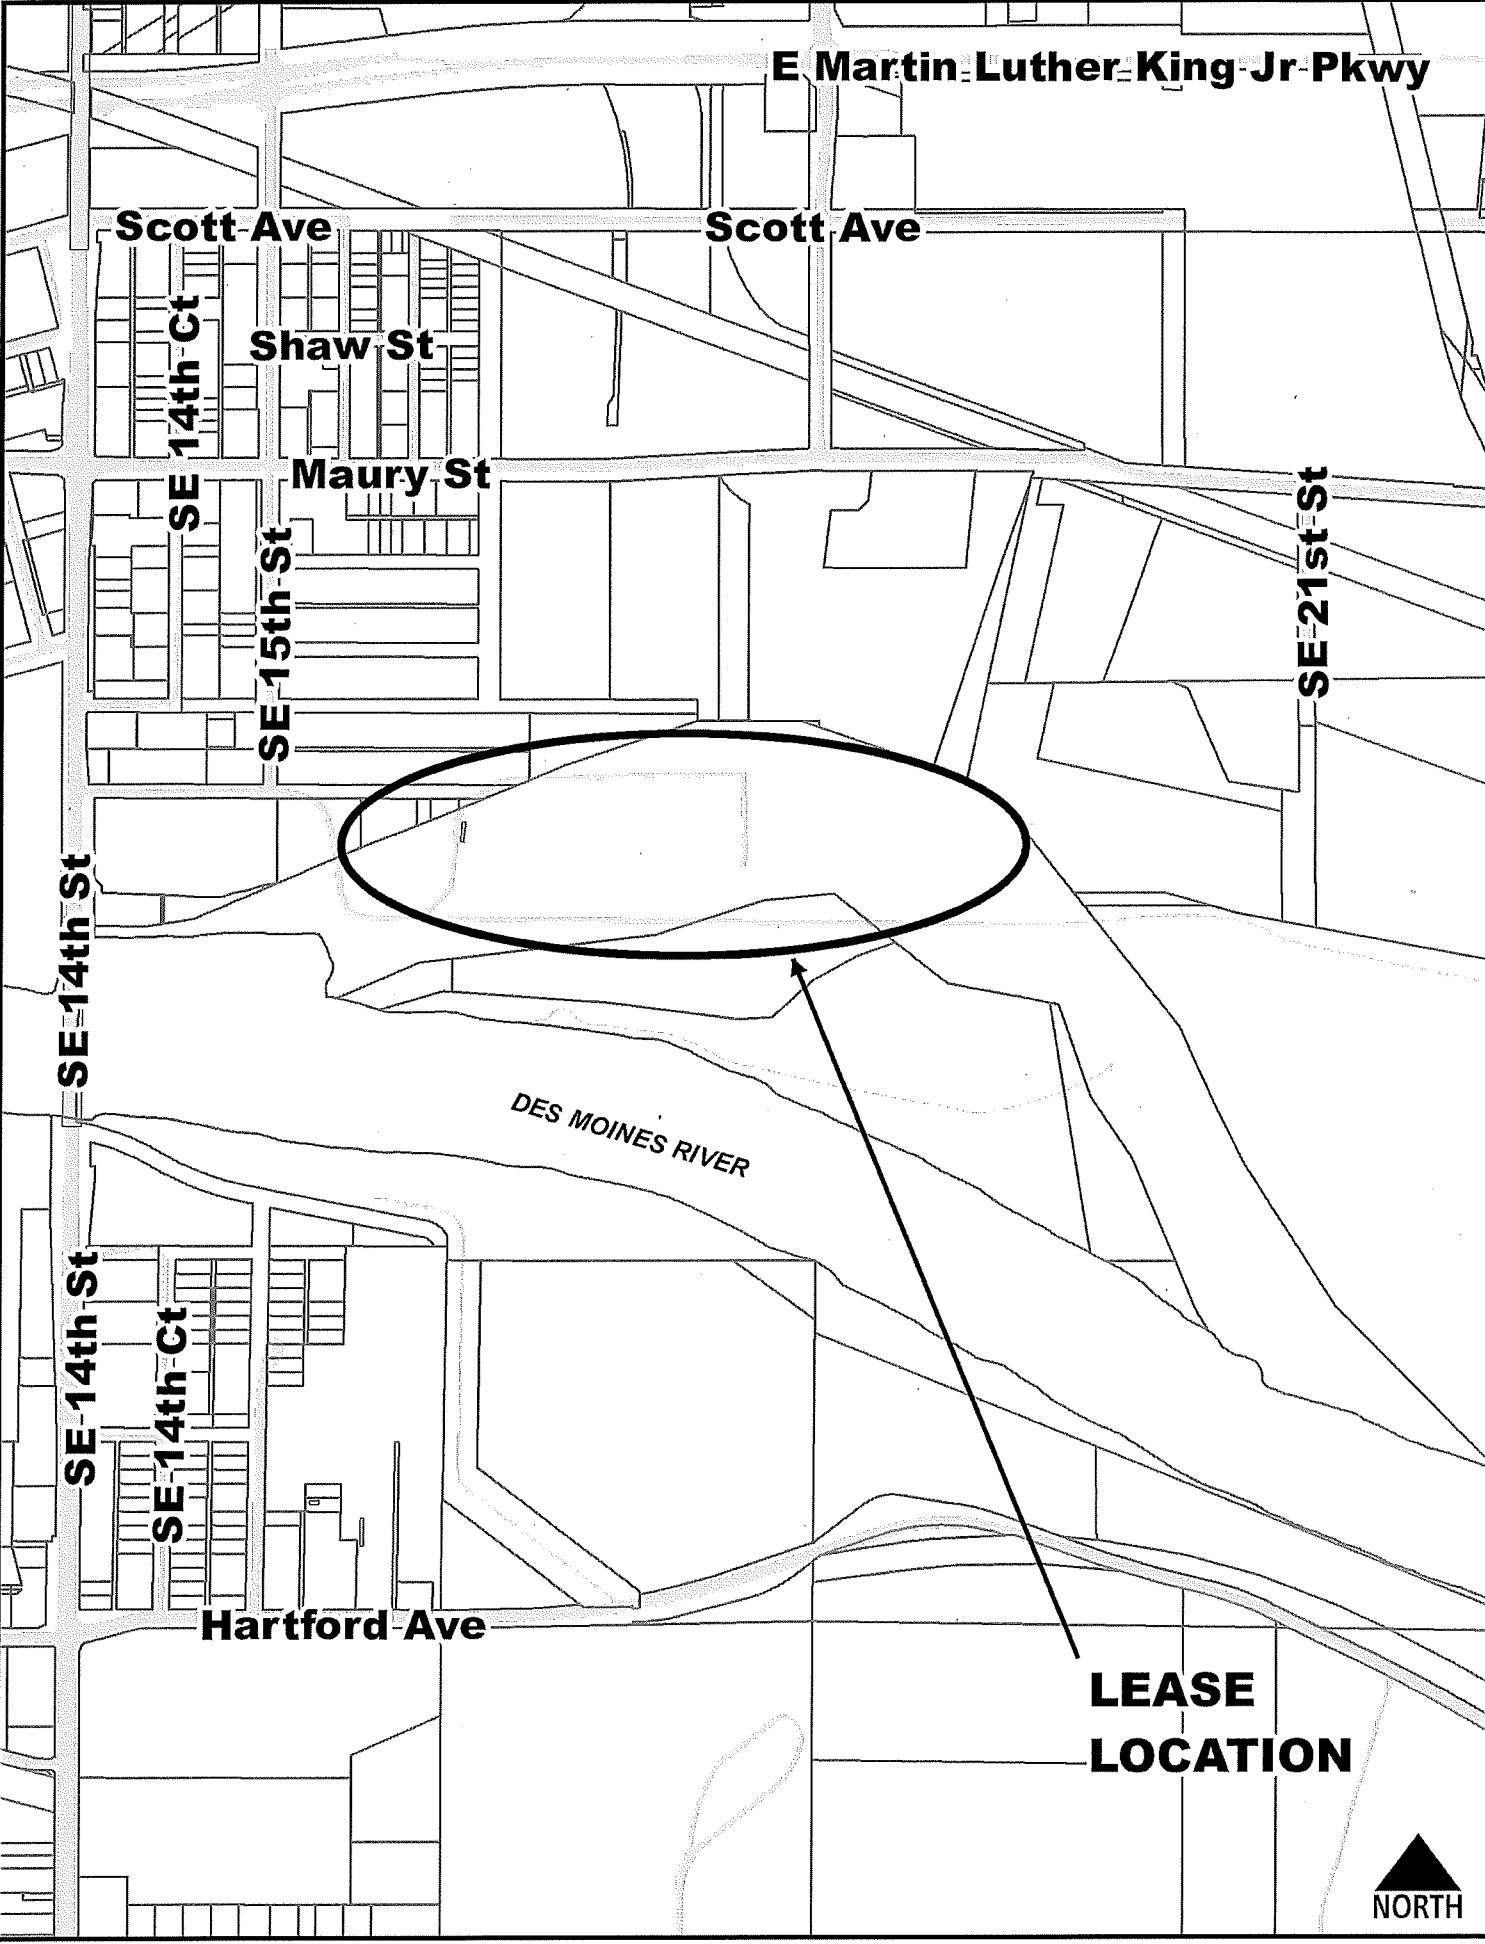 E Martin Luther King Jr Pkwy
Scott Ave
Scott Ave
SE 14th Ct
Shaw St
Maury St
SE 21st St
SE 15th St
SE 14th St
DES MOINES RIVER
SE 14th St
SE 14th Ct
Hartford Ave
LEASE
LOCATION
NORTH